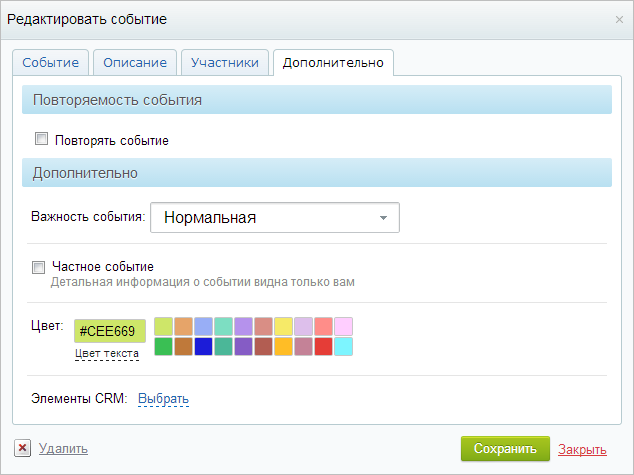 Редактировать событие
Событие Описание Участники Дополнительно
Повторяемость события
Повторять событие
Дополнительно
Важность события: Нормальная
Частное событие
Детальная информация о событии видна только вам
Цвет: #CEE669
Цвет текста
Элементы CRM: Выбрать
Удалить Сохранить Закрыть